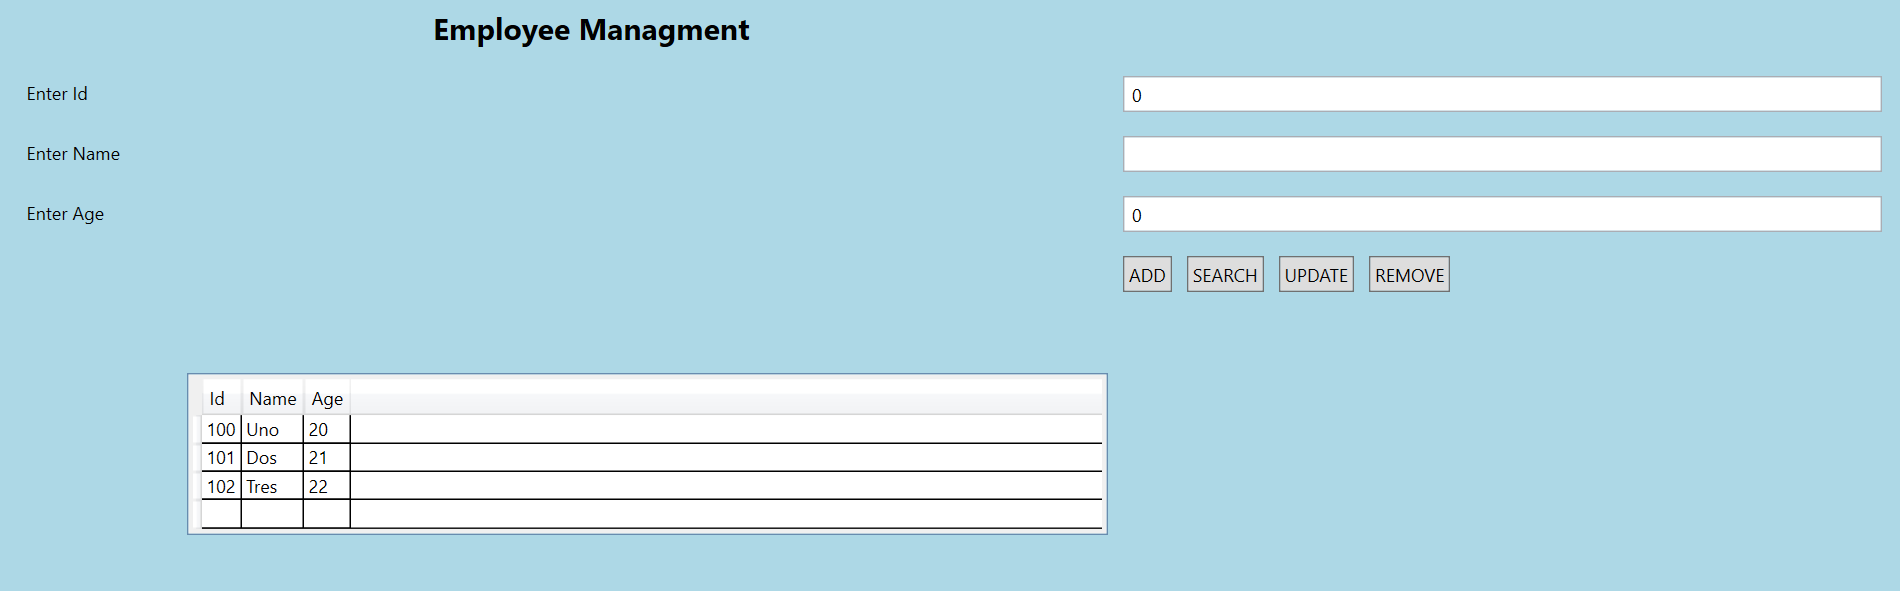 Employee Managment
Enter Id 0
Enter Name
Enter Age 0
ADD SEARCH UPDATE REMOVE
Id Name Age
100 Uno 20
101 Dos 21
102 Tres 22